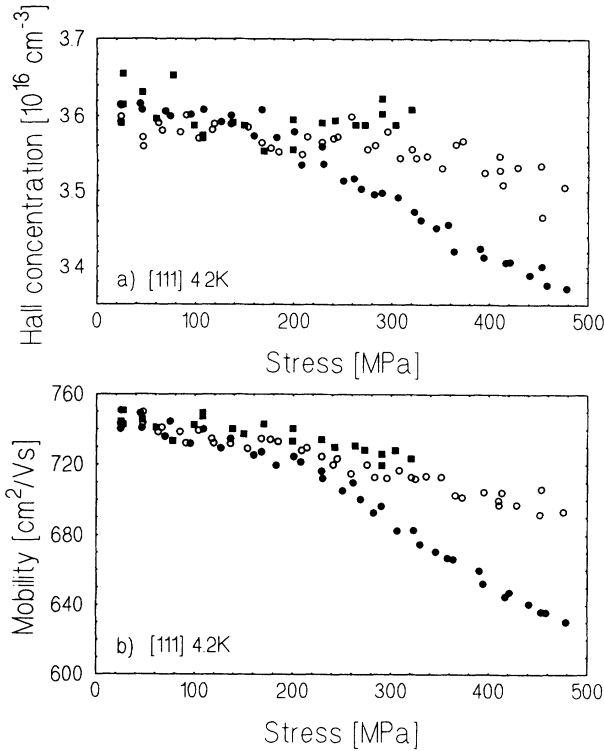 Hall concentration [10^16 cm^-3]
3.7
3.6
3.5
3.4
a) [111] 4.2K
0 100 200 300 400 500
Stress [MPa]
Mobility [cm^2/Vs]
760
720
680
640
600
b) [111] 4.2K
0 100 200 300 400 500
Stress [MPa]